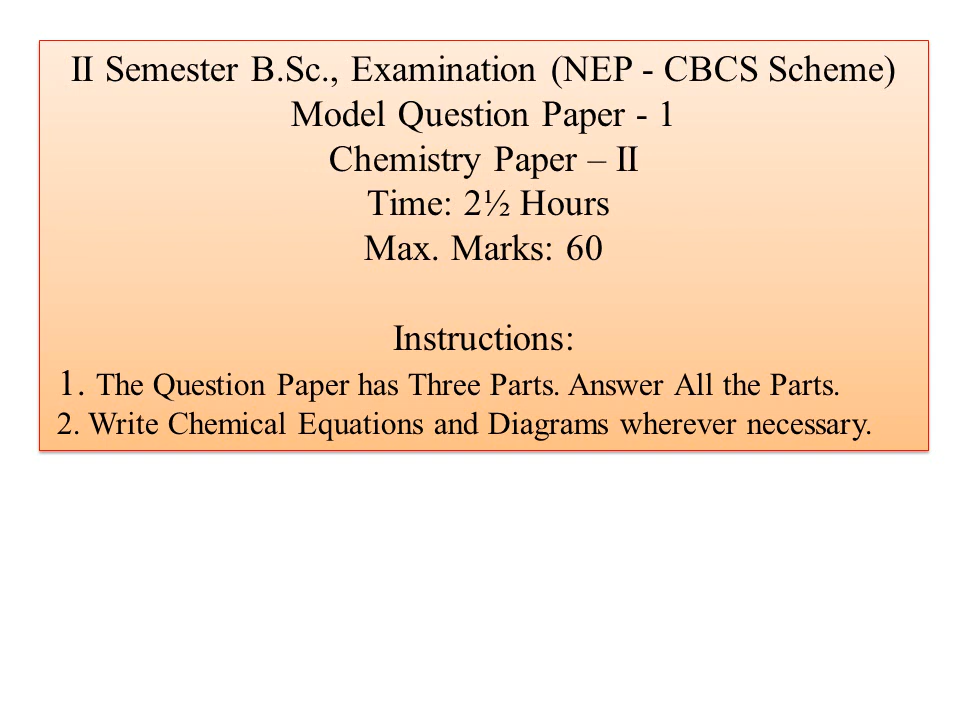 II Semester B.Sc., Examination (NEP - CBCS Scheme)
Model Question Paper - 1
Chemistry Paper – II
Time: 2½ Hours
Max. Marks: 60
Instructions:
1. The Question Paper has Three Parts. Answer All the Parts.
2. Write Chemical Equations and Diagrams wherever necessary.